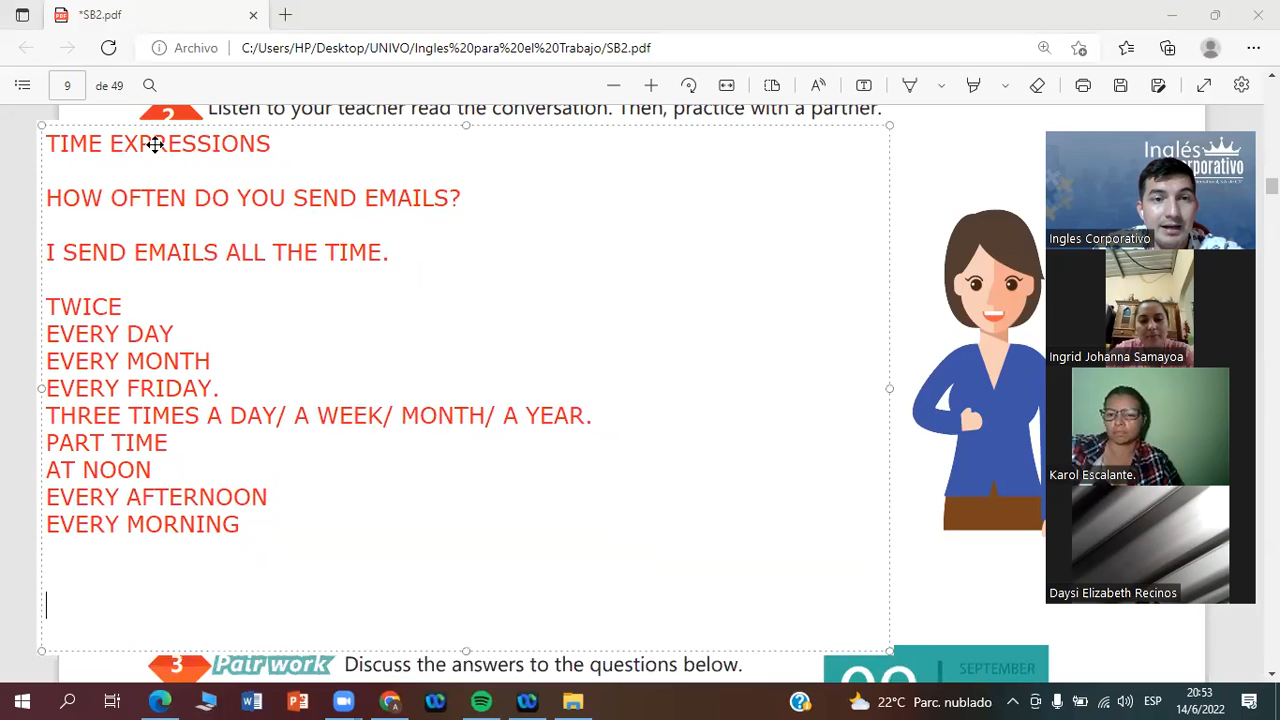 *SB2.pdf
Archivo
C:/Users/HP/Desktop/UNIVO/Ingles%20para%20el%20Trabajo/SB2.pdf
9 de 49
2 Listen to your teacher read the conversation. Then, practice with a partner.
TIME EXPRESSIONS
HOW OFTEN DO YOU SEND EMAILS?
I SEND EMAILS ALL THE TIME.
TWICE
EVERY DAY
EVERY MONTH
EVERY FRIDAY.
THREE TIMES A DAY/ A WEEK/ MONTH/ A YEAR.
PART TIME
AT NOON
EVERY AFTERNOON
EVERY MORNING
Inglés
Corporativo
Ingles Corporativo
Ingrid Johanna Samayoa
Karol Escalante.
Daysi Elizabeth Recinos
3 Pair work Discuss the answers to the questions below.
SEPTEMBER
22°C Parc. nublado
ESP
20:53
14/6/2022